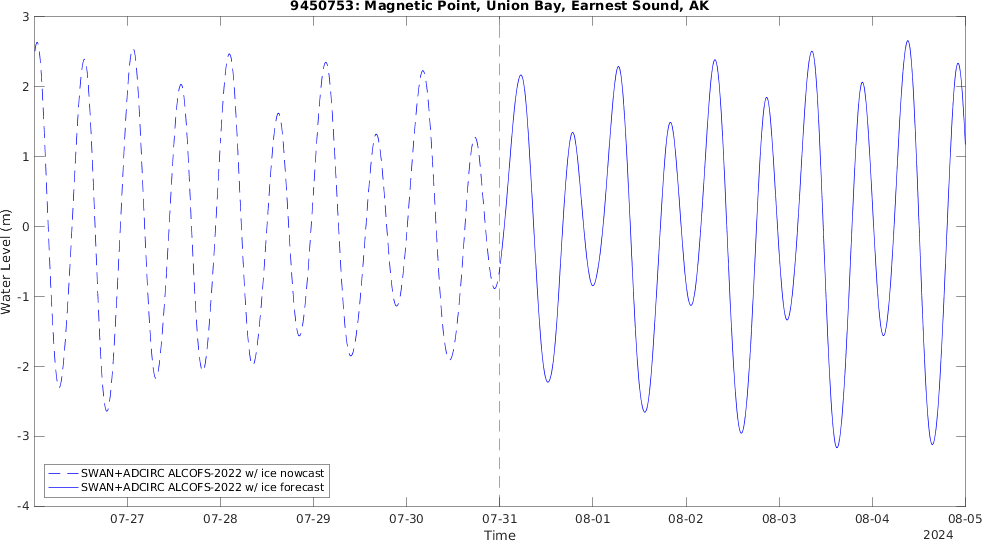 9450753: Magnetic Point, Union Bay, Earnest Sound, AK
3
2
1
0
-1
-2
-3
-4
Water Level (m)
SWAN+ADCIRC ALCOFS-2022 w/ ice nowcast
SWAN+ADCIRC ALCOFS-2022 w/ ice forecast
07-27 07-28 07-29 07-30 07-31 08-01 08-02 08-03 08-04 08-05
Time
2024